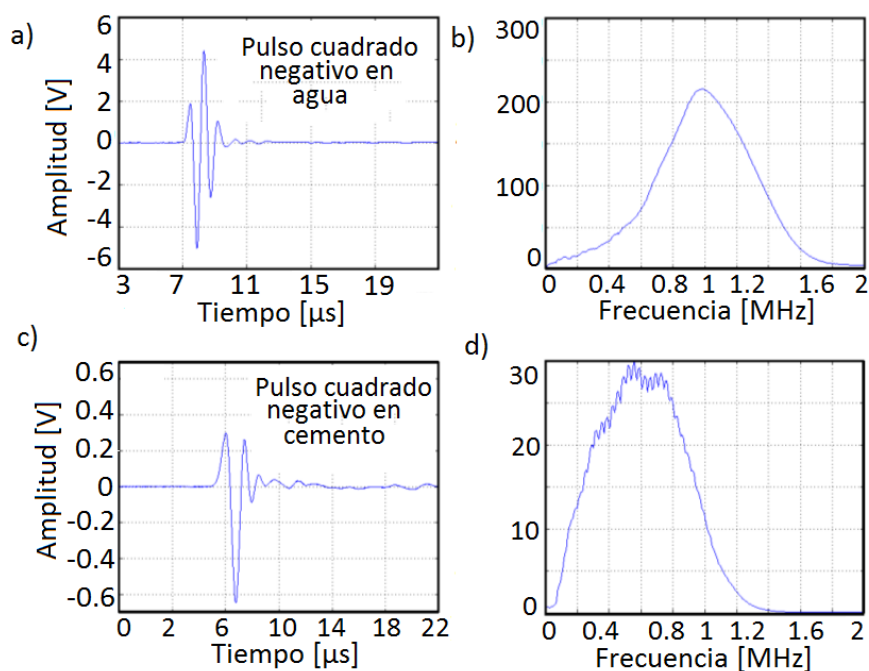 a)
Pulso cuadrado
negativo en
agua
6
4
2
0
-2
-4
-6
Amplitud [V]
3 7 11 15 19
Tiempo [µs]
b)
300
200
100
0
0 0.4 0.8 1 1.2 1.6 2
Frecuencia [MHz]
c)
Pulso cuadrado
negativo en
cemento
0.6
0.4
0.2
0
-0.2
-0.4
-0.6
Amplitud [V]
0 2 6 10 14 18 22
Tiempo [µs]
d)
30
20
10
0
0 0.4 0.8 1 1.2 1.6 2
Frecuencia [MHz]